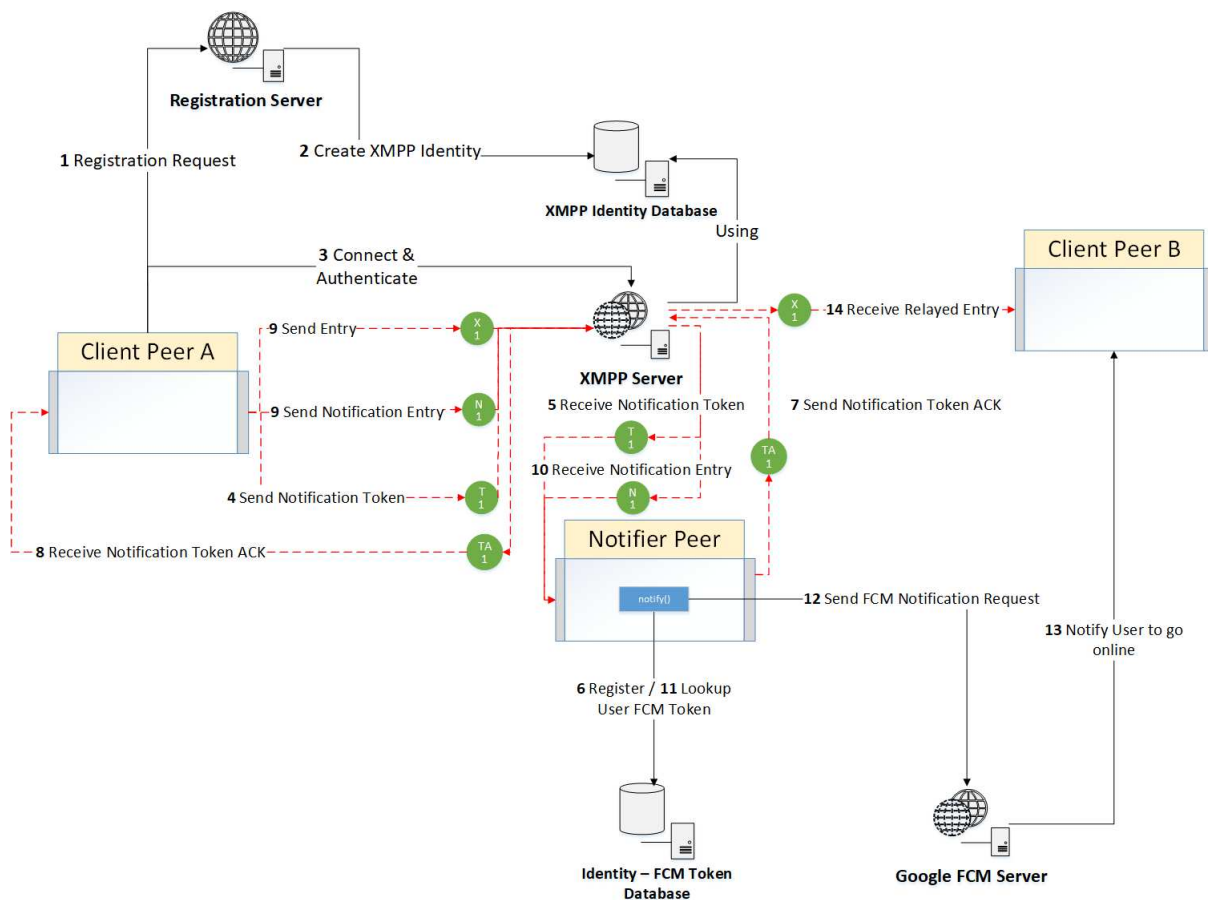 Registration Server
1 Registration Request
2 Create XMPP Identity
XMPP Identity Database
Using
3 Connect &
Authenticate
Client Peer B
X
1
14 Receive Relayed Entry
9 Send Entry
X
1
Client Peer A
XMPP Server
9 Send Notification Entry
N
1
5 Receive Notification Token
7 Send Notification Token ACK
T
1
10 Receive Notification Entry
TA
1
4 Send Notification Token
T
1
N
1
8 Receive Notification Token ACK
TA
1
Notifier Peer
notify()
12 Send FCM Notification Request
13 Notify User to go
online
6 Register / 11 Lookup
User FCM Token
Identity – FCM Token
Database
Google FCM Server